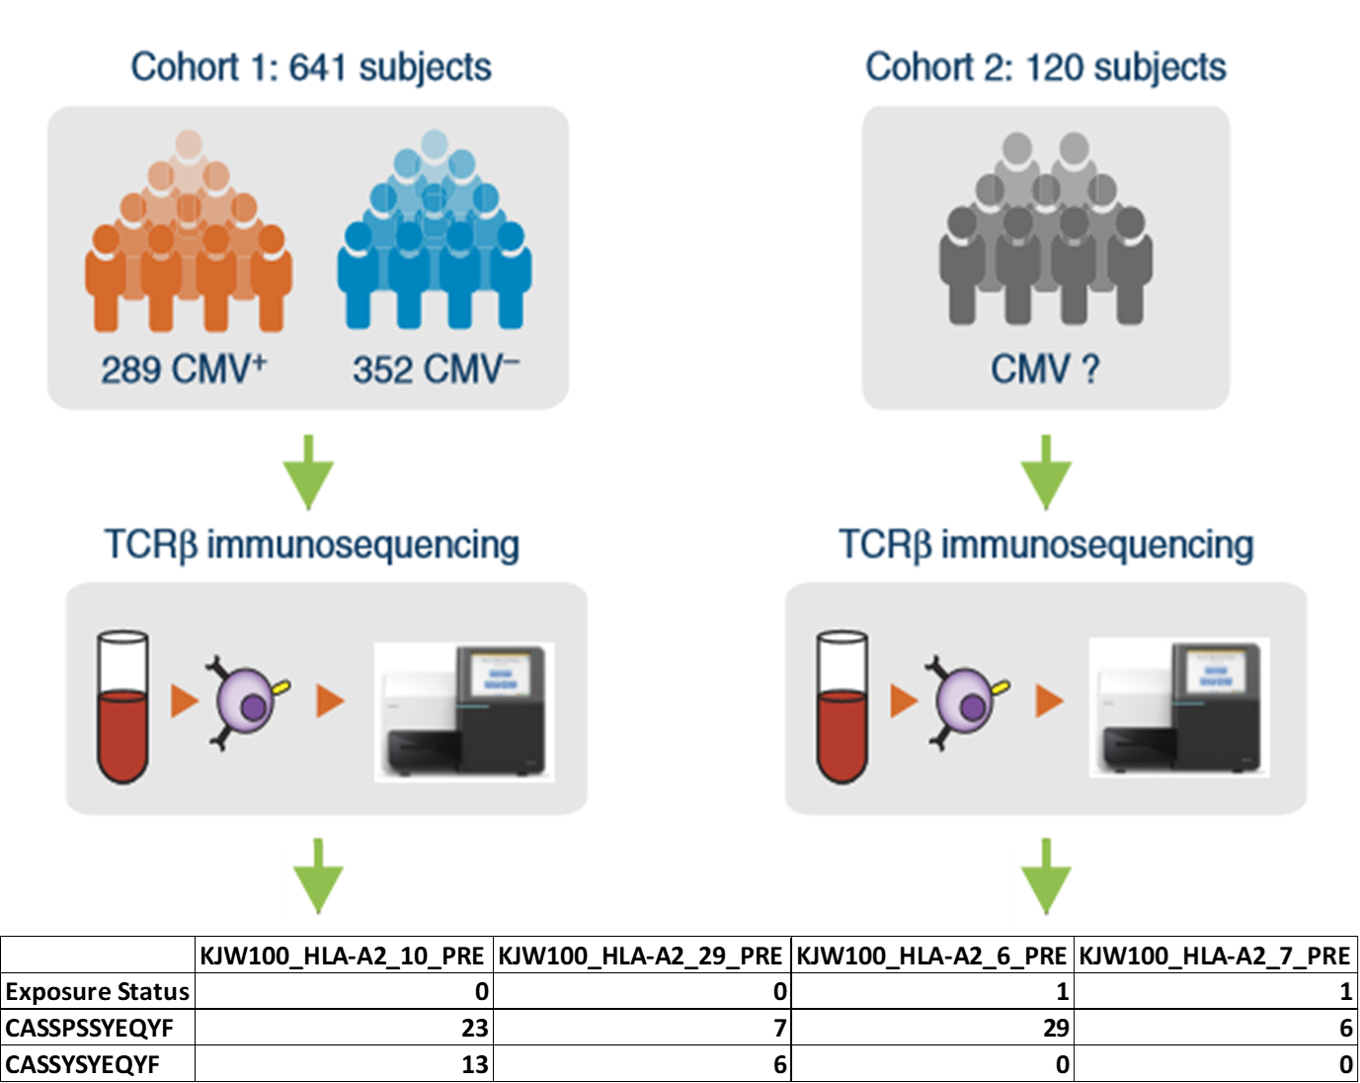 Cohort 1: 641 subjects
Cohort 2: 120 subjects
289 CMV+
352 CMV–
CMV ?
TCRβ immunosequencing
TCRβ immunosequencing
KJW100_HLA-A2_10_PRE KJW100_HLA-A2_29_PRE KJW100_HLA-A2_6_PRE KJW100_HLA-A2_7_PRE
Exposure Status 0 0 1 1
CASSPSSYEQYF 23 7 29 6
CASSYSYEQYF 13 6 0 0